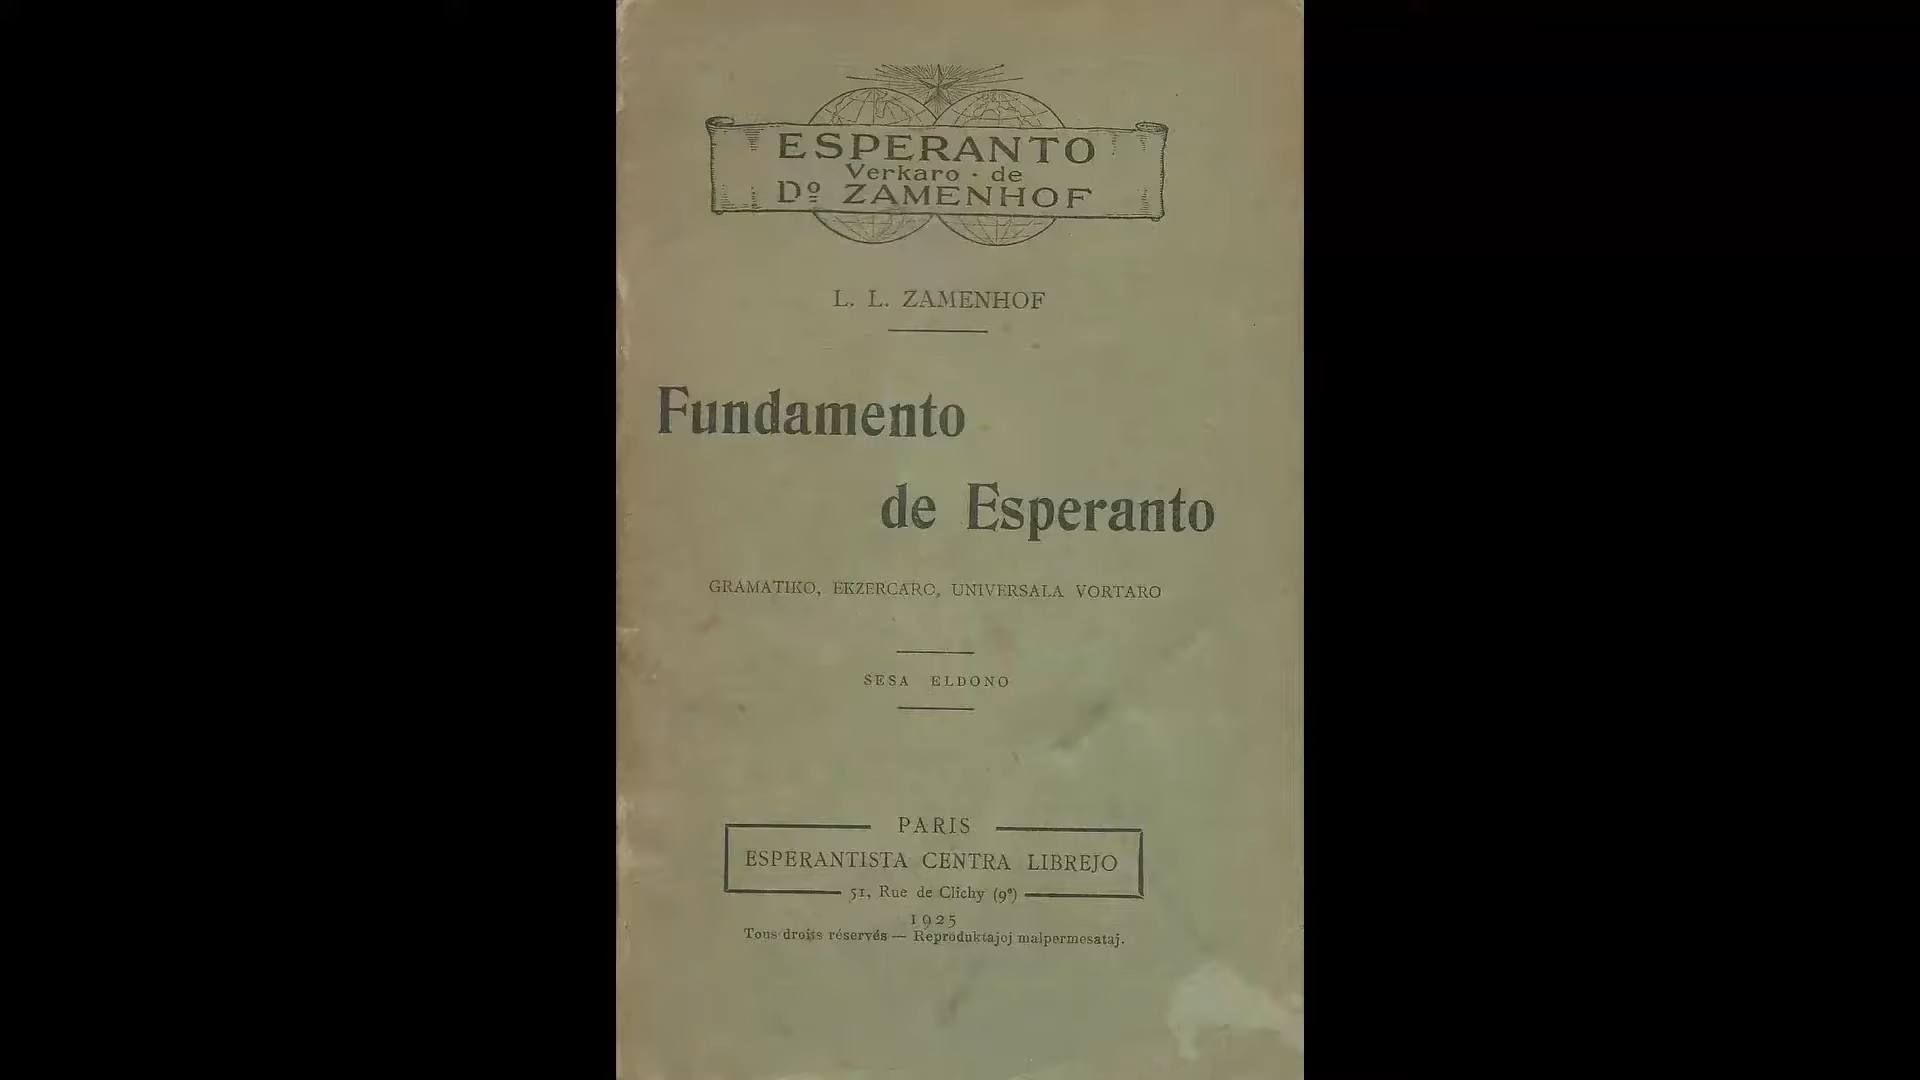 ESPERANTO
Verkaro · de
Dº ZAMENHOF
L. L. ZAMENHOF
Fundamento
de Esperanto
GRAMATIKO, EKZERCARO, UNIVERSALA VORTARO
SESA ELDONO
PARIS
ESPERANTISTA CENTRA LIBREJO
51, Rue de Clichy (9º)
1925
Tous droits réservés — Reproduktajoj malpermesataj.